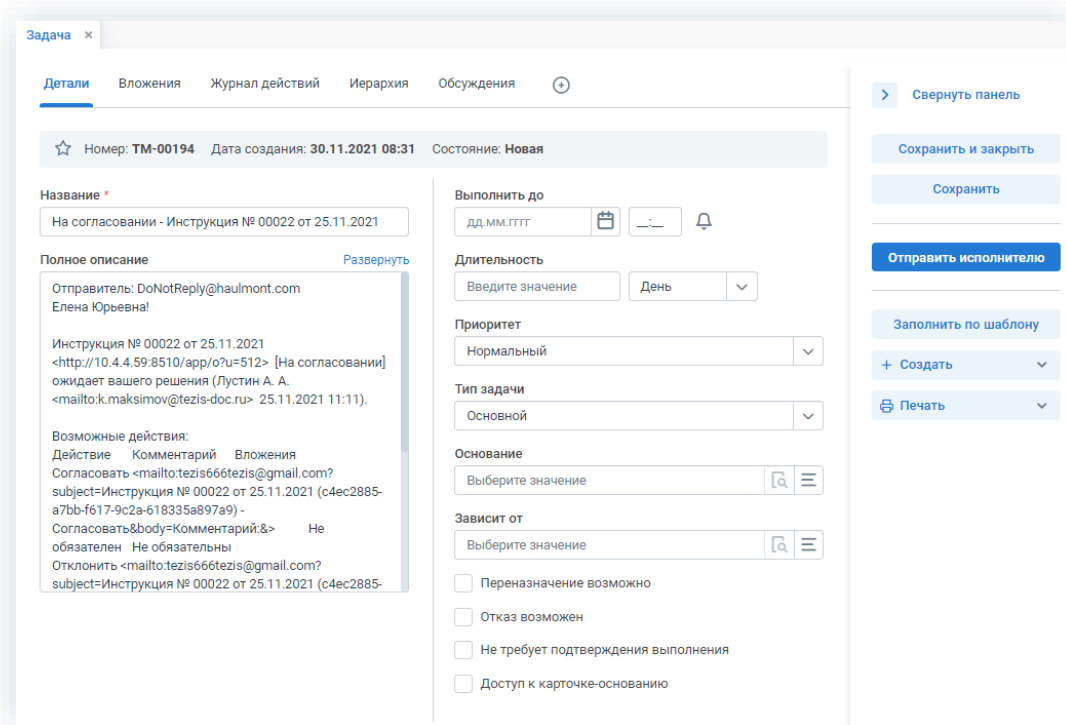 Задача ×
Детали Вложения Журнал действий Иерархия Обсуждения
Номер: ТМ-00194 Дата создания: 30.11.2021 08:31 Состояние: Новая
Название *
На согласовании - Инструкция № 00022 от 25.11.2021
Полное описание Развернуть
Отправитель: DoNotReply@haulmont.com
Елена Юрьевна!
Инструкция № 00022 от 25.11.2021
<http://10.4.4.59:8510/app/o?u=512> [На согласовании]
ожидает вашего решения (Лустин А. А.
<mailto:k.maksimov@tezis-doc.ru> 25.11.2021 11:11).
Возможные действия:
Действие Комментарий Вложения
Согласовать <mailto:tezis666tezis@gmail.com?
subject=Инструкция № 00022 от 25.11.2021 (c4ec2885-
a7bb-f617-9c2a-618335a897a9) -
Согласовать&body=Комментарий:&> Не
обязателен Не обязательны
Отклонить <mailto:tezis666tezis@gmail.com?
subject=Инструкция № 00022 от 25.11.2021 (c4ec2885-
Выполнить до
дд.мм.гггг __:__
Длительность
Введите значение День
Приоритет
Нормальный
Тип задачи
Основной
Основание
Выберите значение
Зависит от
Выберите значение
Переназначение возможно
Отказ возможен
Не требует подтверждения выполнения
Доступ к карточке-основанию
Свернуть панель
Сохранить и закрыть
Сохранить
Отправить исполнителю
Заполнить по шаблону
+ Создать
Печать